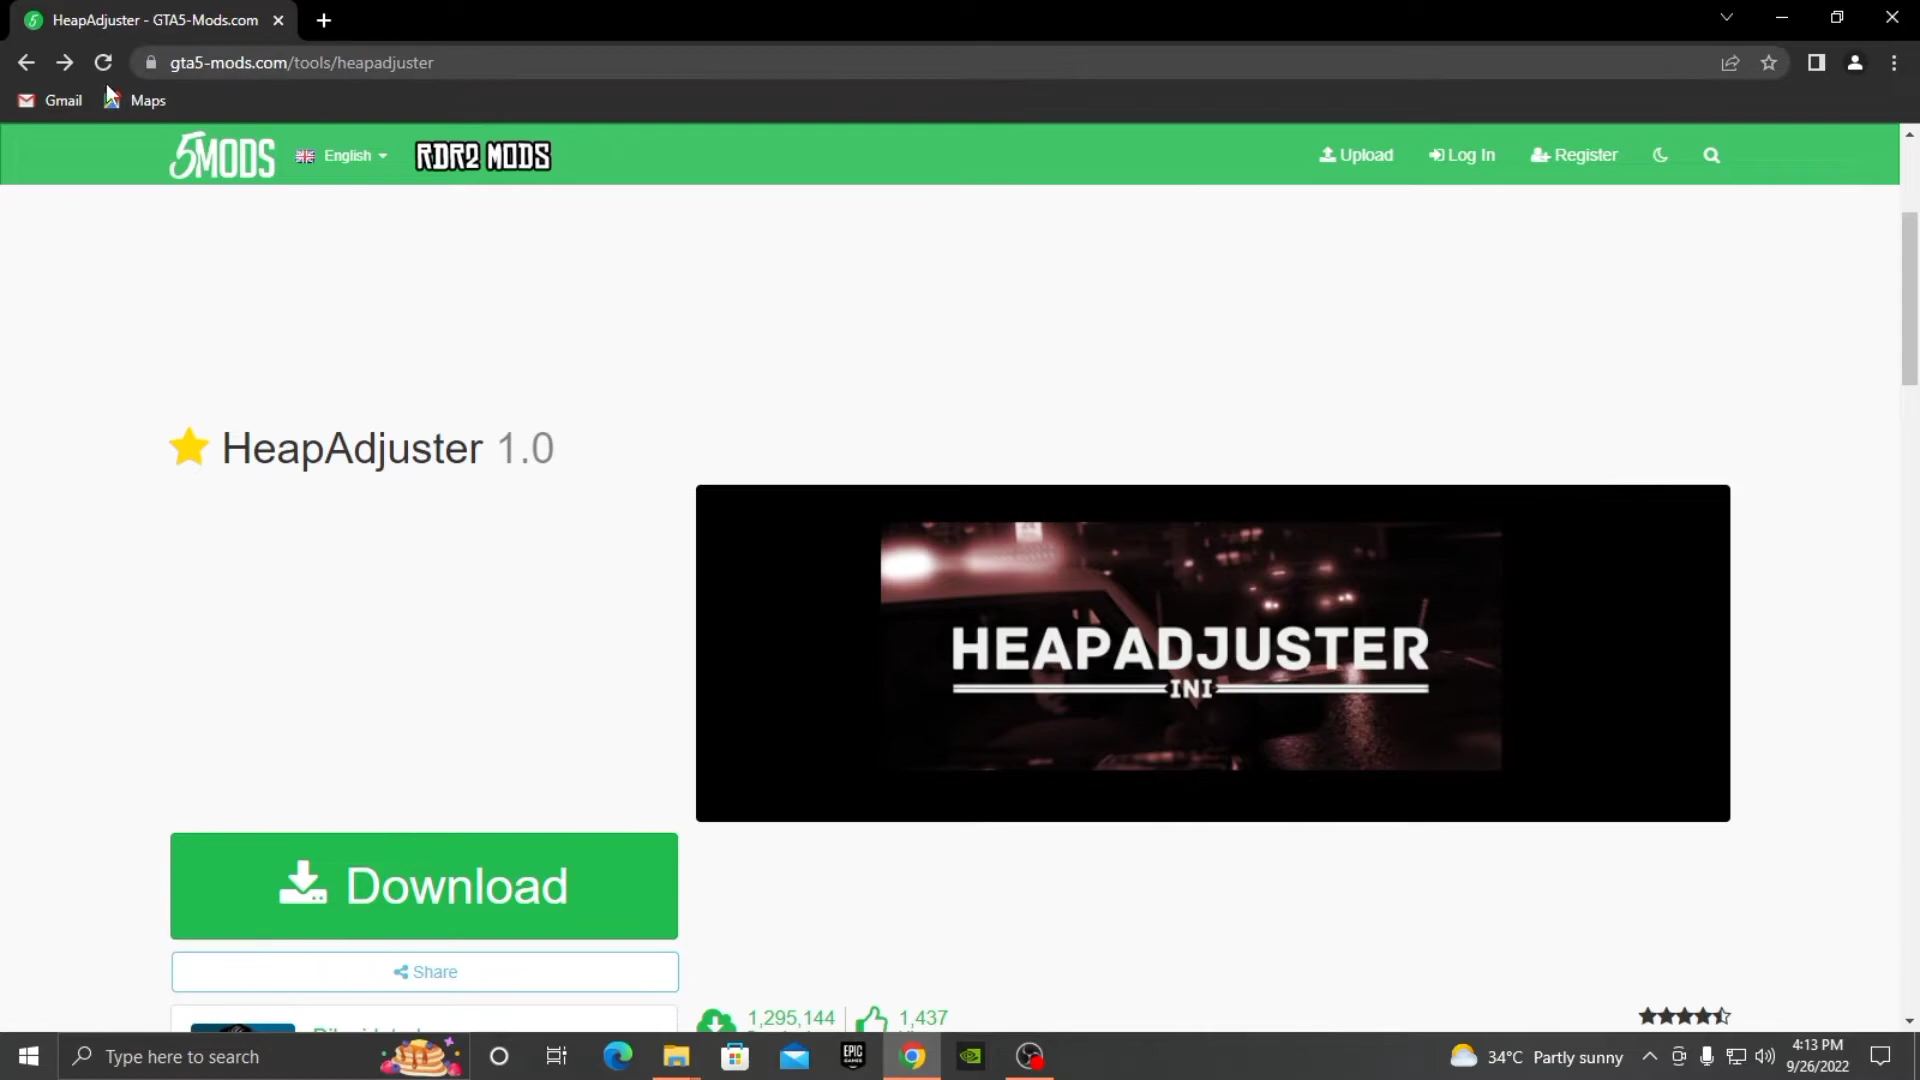 HeapAdjuster - GTA5-Mods.com
gta5-mods.com/tools/heapadjuster
Gmail
Maps
5MODS
English
RDR2 MODS
Upload
Log In
Register
HeapAdjuster 1.0
HEAPADJUSTER
INI
Download
Share
1,295,144
1,437
Type here to search
EPIC
GAMES
34°C Partly sunny
4:13 PM
9/26/2022